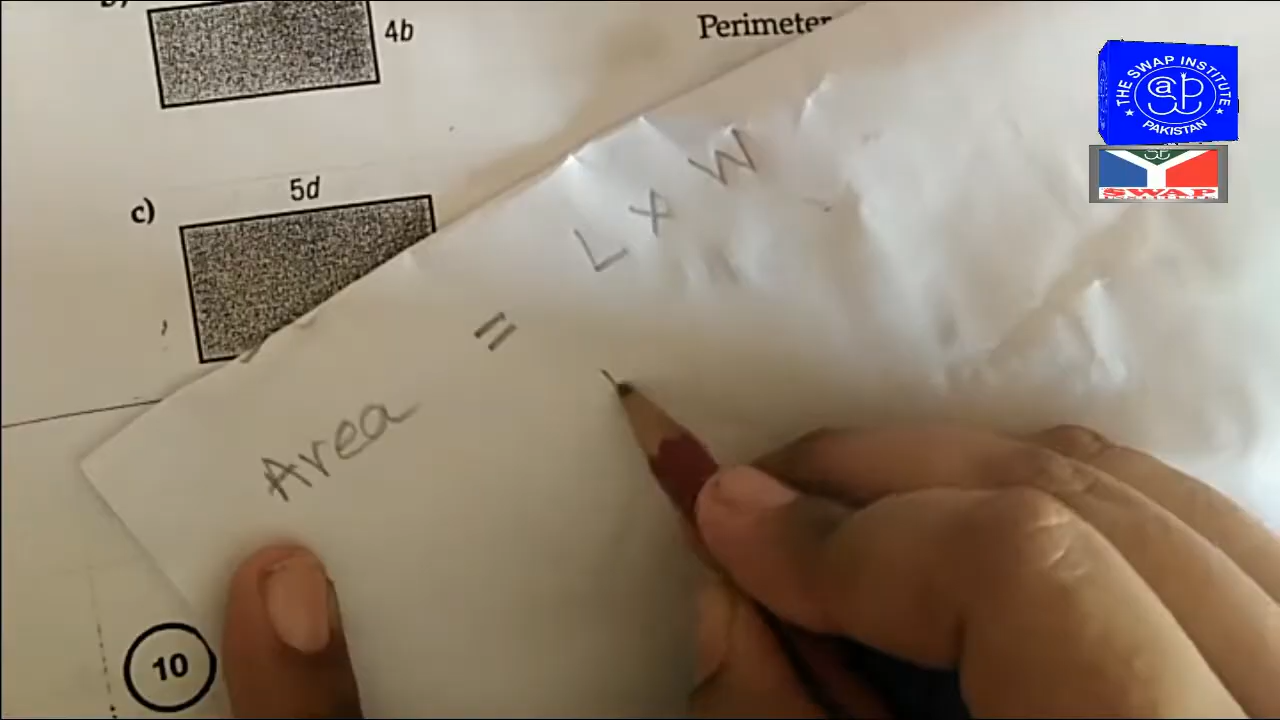 4b
Perimeter
5d
c)
Area = L x W
10
THE SWAP INSTITUTE
PAKISTAN
SWAP